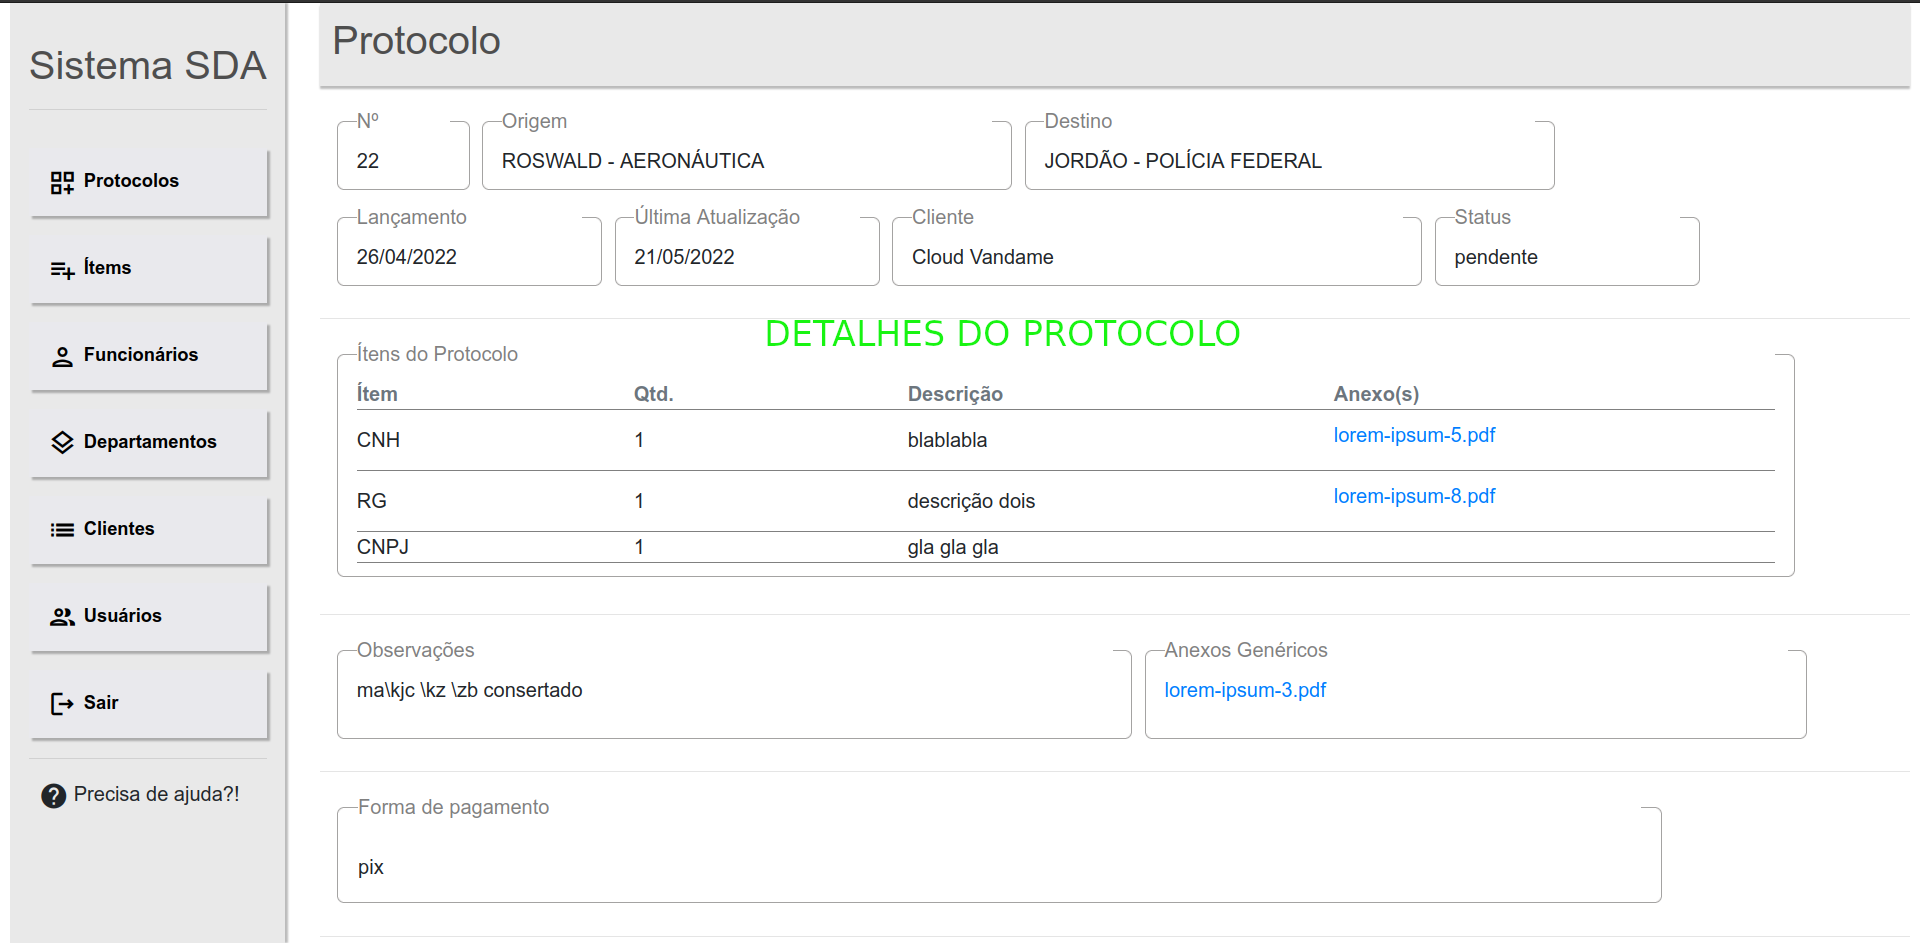 Sistema SDA
Protocolos
Ítems
Funcionários
Departamentos
Clientes
Usuários
Sair
Precisa de ajuda?!
Protocolo
Nº Origem Destino
22 ROSWALD - AERONÁUTICA JORDÃO - POLÍCIA FEDERAL
Lançamento Última Atualização Cliente Status
26/04/2022 21/05/2022 Cloud Vandame pendente
DETALHES DO PROTOCOLO
Ítens do Protocolo
Ítem Qtd. Descrição Anexo(s)
CNH 1 blablabla lorem-ipsum-5.pdf
RG 1 descrição dois lorem-ipsum-8.pdf
CNPJ 1 gla gla gla
Observações Anexos Genéricos
ma\kjc \kz \zb consertado lorem-ipsum-3.pdf
Forma de pagamento
pix